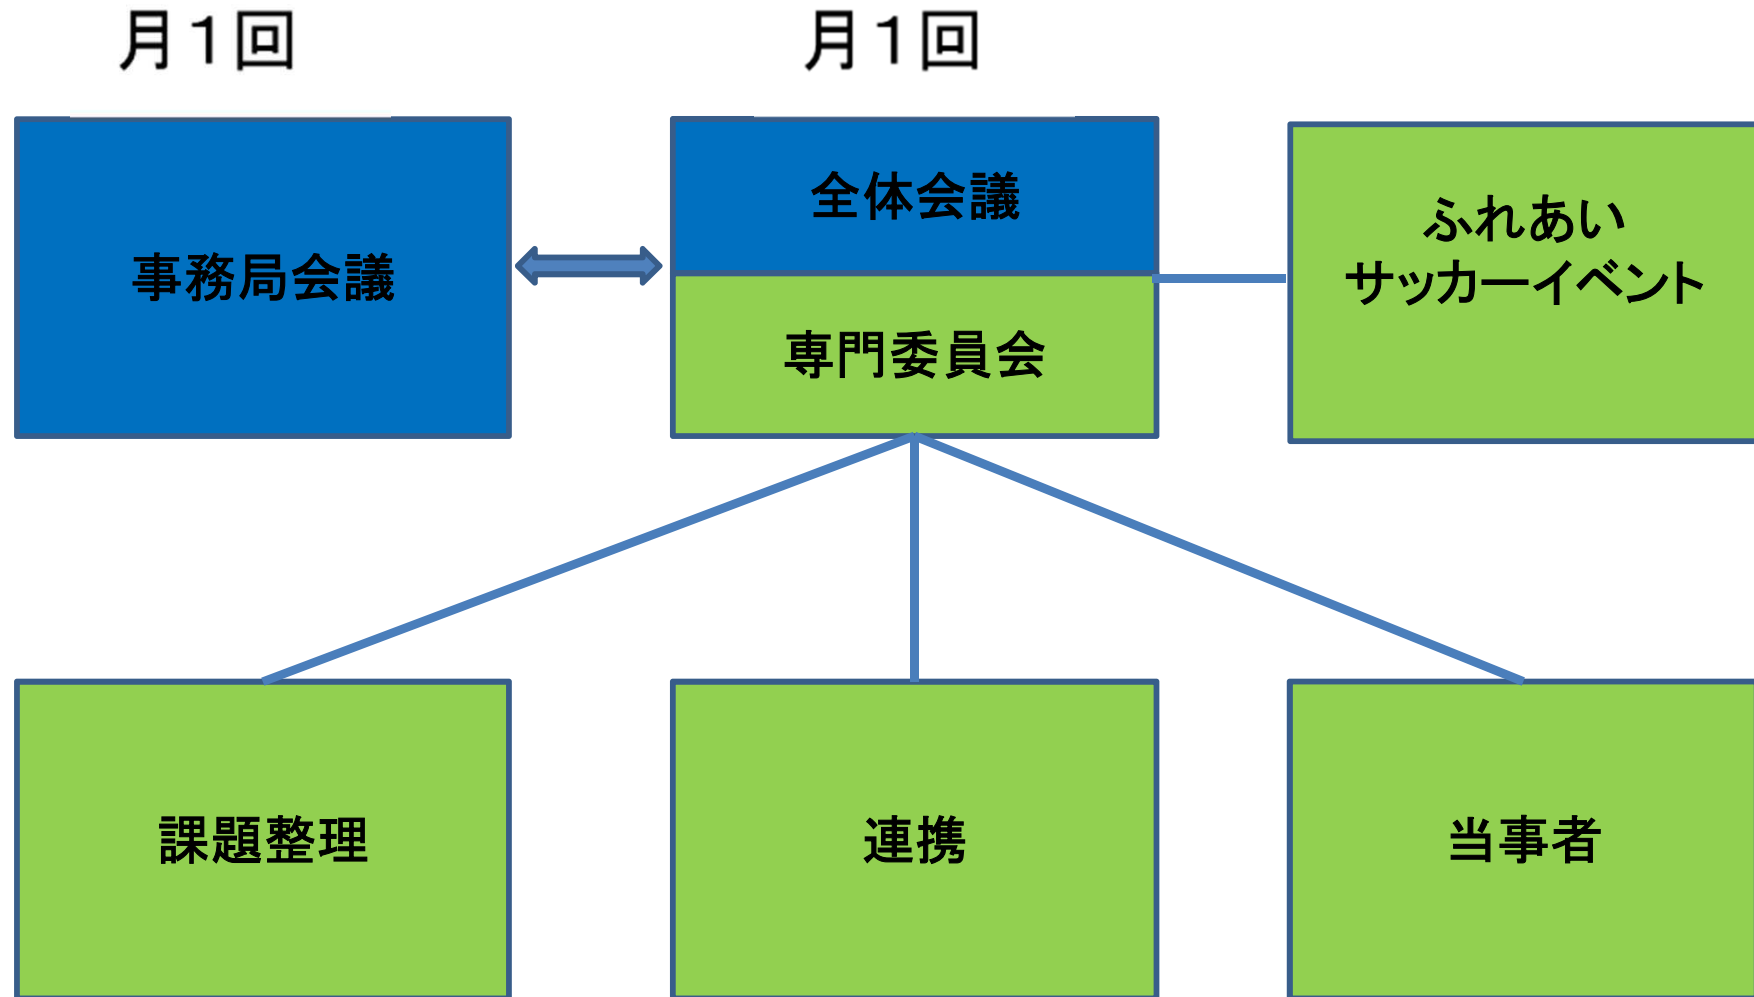 月１回
月１回
事務局会議
全体会議
専門委員会
ふれあい
サッカーイベント
課題整理
連携
当事者